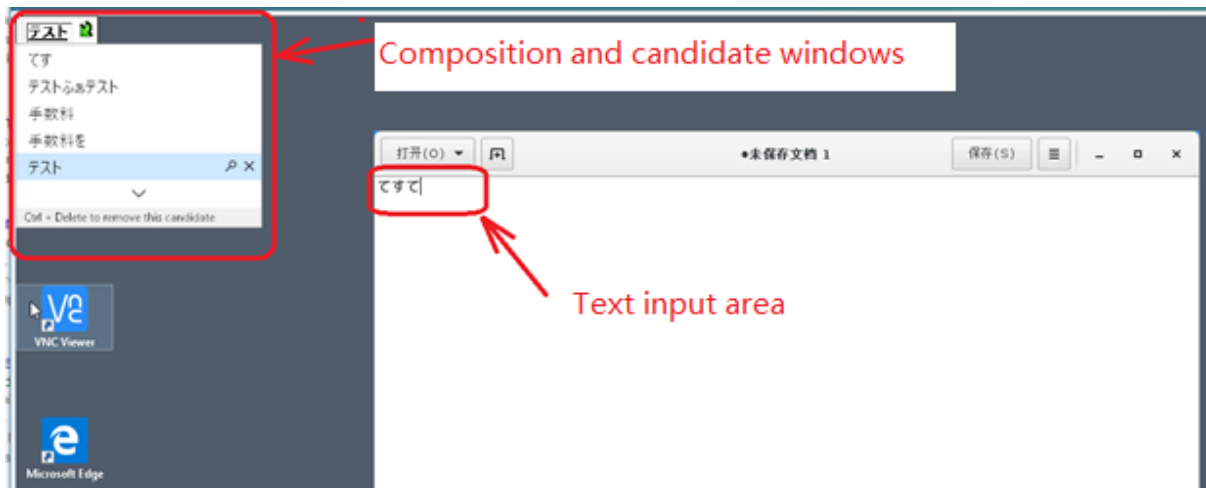 テスト
てす
テストふぁテスト
手数料
手数料を
テスト
Ctrl + Delete to remove this candidate
Composition and candidate windows
打开(O)
●未保存文档 1
保存(S)
てすて
Text input area
VNC Viewer
Microsoft Edge